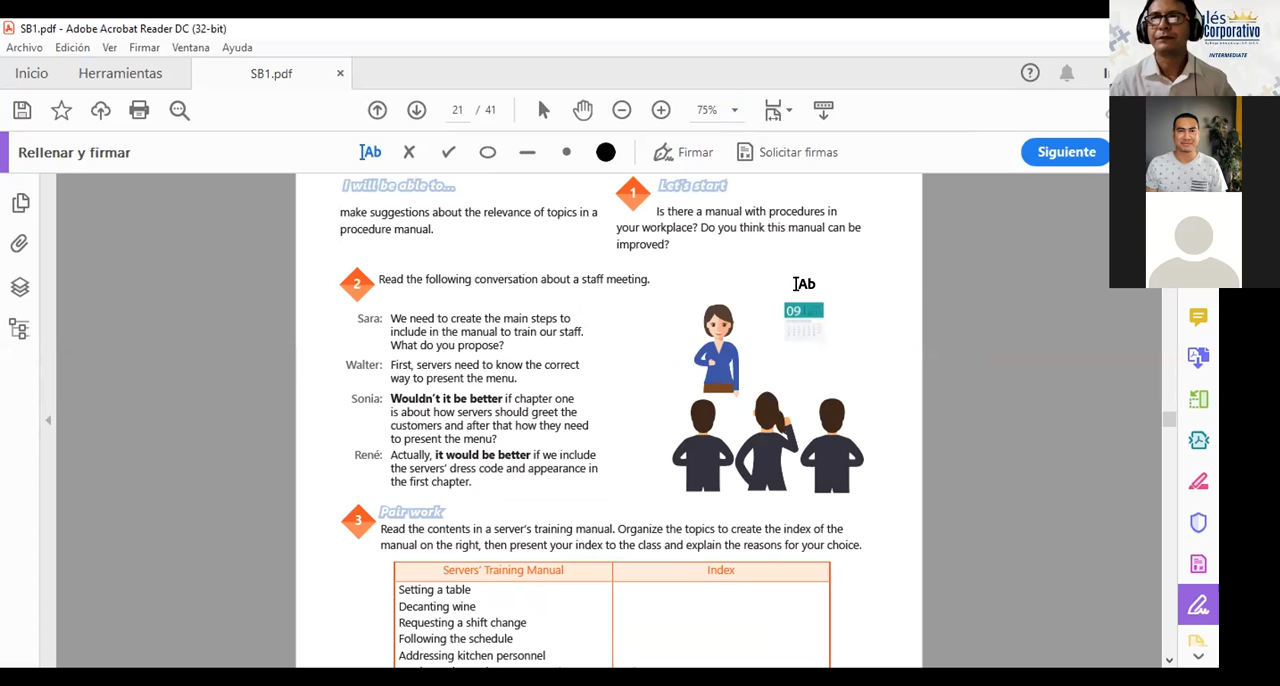 SB1.pdf - Adobe Acrobat Reader DC (32-bit)
Archivo Edición Ver Firmar Ventana Ayuda
Inicio Herramientas SB1.pdf ×
21 / 41 75%
Rellenar y firmar
Ab Firmar Solicitar firmas Siguiente
I will be able to...
make suggestions about the relevance of topics in a
procedure manual.
1 Let's start
Is there a manual with procedures in
your workplace? Do you think this manual can be
improved?
2 Read the following conversation about a staff meeting.
Ab
09
Sara: We need to create the main steps to
include in the manual to train our staff.
What do you propose?
Walter: First, servers need to know the correct
way to present the menu.
Sonia: Wouldn't it be better if chapter one
is about how servers should greet the
customers and after that how they need
to present the menu?
René: Actually, it would be better if we include
the servers' dress code and appearance in
the first chapter.
3 Pair work
Read the contents in a server's training manual. Organize the topics to create the index of the
manual on the right, then present your index to the class and explain the reasons for your choice.
Servers' Training Manual Index
Setting a table
Decanting wine
Requesting a shift change
Following the schedule
Addressing kitchen personnel
lés
Corporativo
INTERMEDIATE